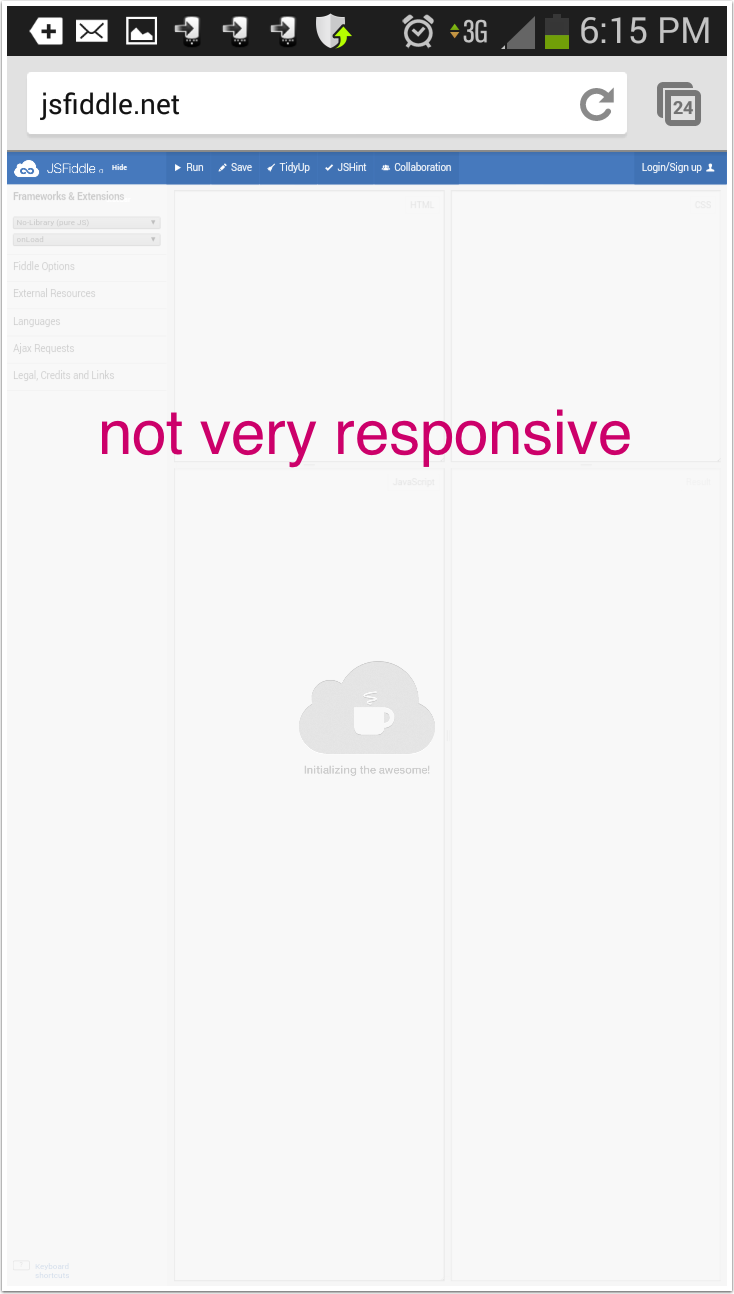 3G 6:15 PM
jsfiddle.net
24
JSFiddle α Hide Run Save TidyUp JSHint Collaboration Login/Sign up
Frameworks & Extensions
No-Library (pure JS)
onLoad
Fiddle Options
External Resources
Languages
Ajax Requests
Legal, Credits and Links
HTML
CSS
not very responsive
JavaScript
Initializing the awesome!
Keyboard
shortcuts